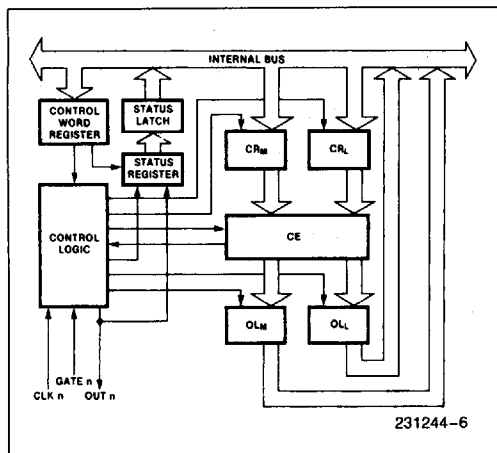 INTERNAL BUS
CONTROL
WORD
REGISTER
STATUS
LATCH
STATUS
REGISTER
CRM
CRL
CONTROL
LOGIC
CE
OLM
OLL
GATE n
CLK n
OUT n
231244-6